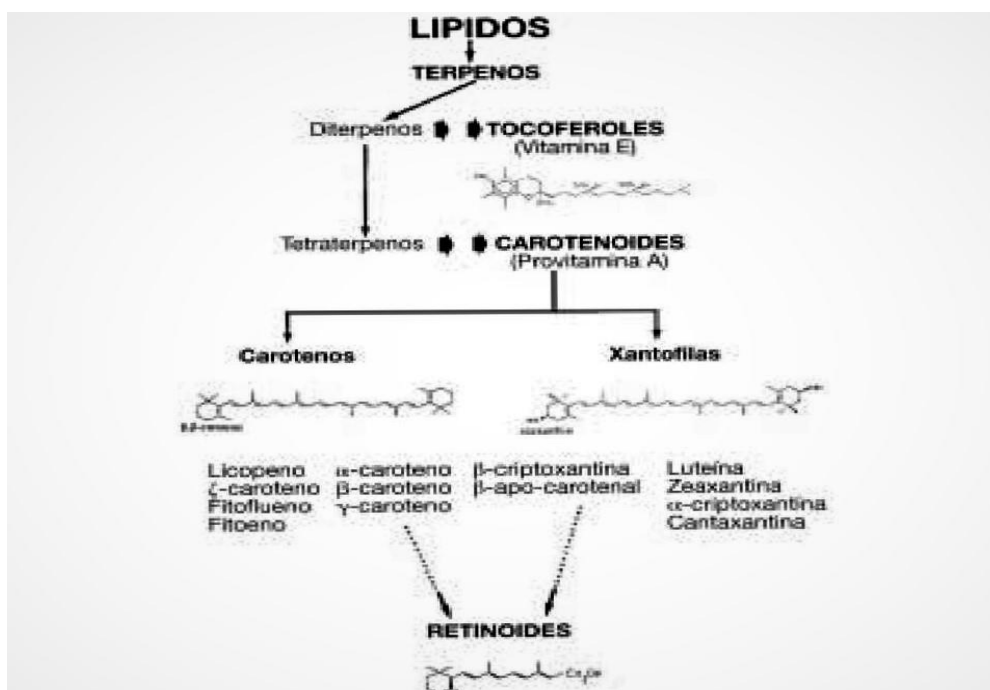 LIPIDOS
TERPENOS
Diterpenos
TOCOFEROLES
(Vitamina E)
Tetraterpenos
CAROTENOIDES
(Provitamina A)
Carotenos
Xantofilas
Licopeno
ζ-caroteno
Fitoflueno
Fitoeno
α-caroteno
β-caroteno
γ-caroteno
β-criptoxantina
β-apo-carotenal
Luteína
Zeaxantina
α-criptoxantina
Cantaxantina
RETINOIDES